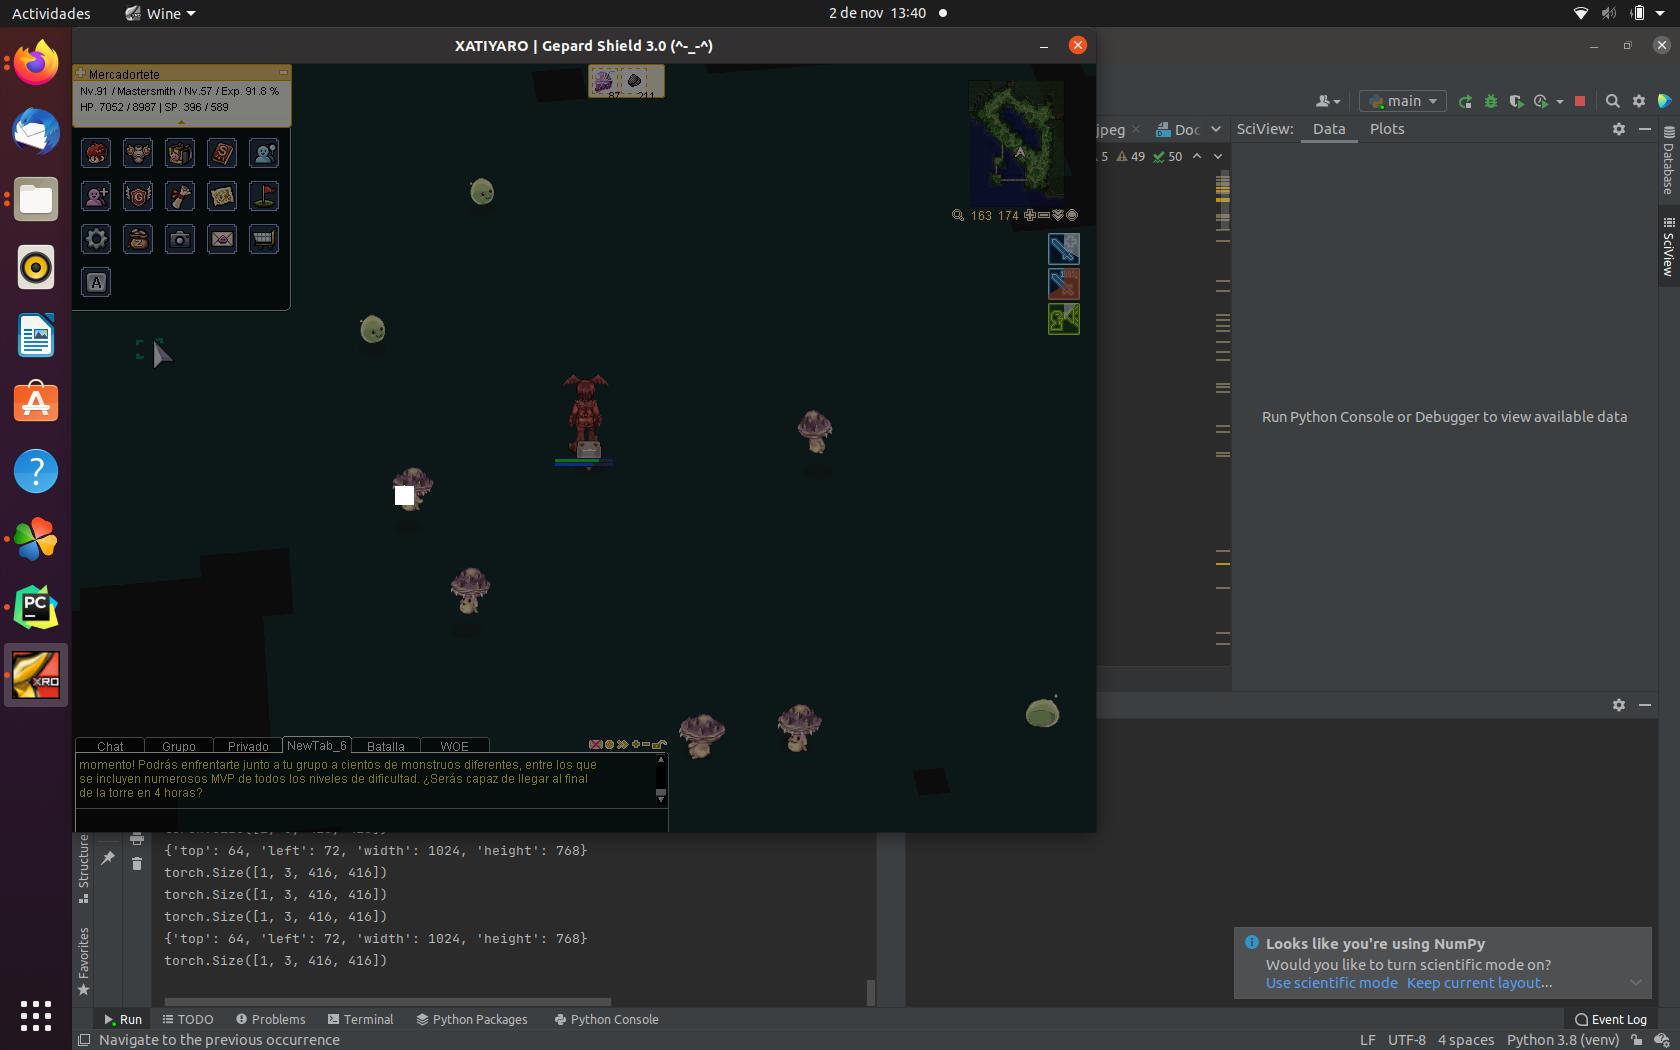 Actividades
Wine
2 de nov 13:40
XATIYARO | Gepard Shield 3.0 (^-_-^)
Mercadortete
Nv.91 / Mastersmith / Nv.57 / Exp. 91.8 %
HP. 7052 / 8987 | SP. 396 / 589
87 211
163 174
main
jpeg
Doc
SciView:
Data
Plots
5 49 50
Database
SciView
Run Python Console or Debugger to view available data
PC
XRO
A
Chat
Grupo
Privado
NewTab_6
Batalla
WOE
momento! Podrás enfrentarte junto a tu grupo a cientos de monstruos diferentes, entre los que
se incluyen numerosos MVP de todos los niveles de dificultad. ¿Serás capaz de llegar al final
de la torre en 4 horas?
Structure
Favorites
{'top': 64, 'left': 72, 'width': 1024, 'height': 768}
torch.Size([1, 3, 416, 416])
torch.Size([1, 3, 416, 416])
torch.Size([1, 3, 416, 416])
{'top': 64, 'left': 72, 'width': 1024, 'height': 768}
torch.Size([1, 3, 416, 416])
Looks like you're using NumPy
Would you like to turn scientific mode on?
Use scientific mode Keep current layout...
Run
TODO
Problems
Terminal
Python Packages
Python Console
Event Log
Navigate to the previous occurrence
LF UTF-8 4 spaces Python 3.8 (venv)